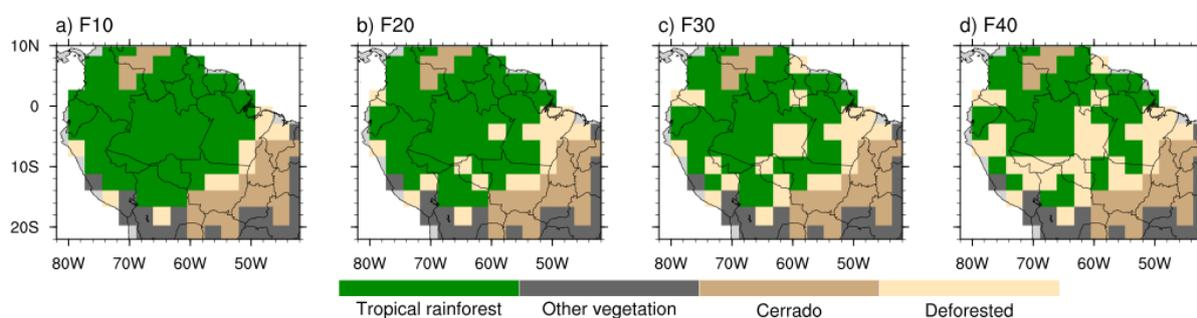 a) F10 b) F20 c) F30 d) F40
10N
0
10S
20S
80W 70W 60W 50W 80W 70W 60W 50W 80W 70W 60W 50W 80W 70W 60W 50W
Tropical rainforest Other vegetation Cerrado Deforested